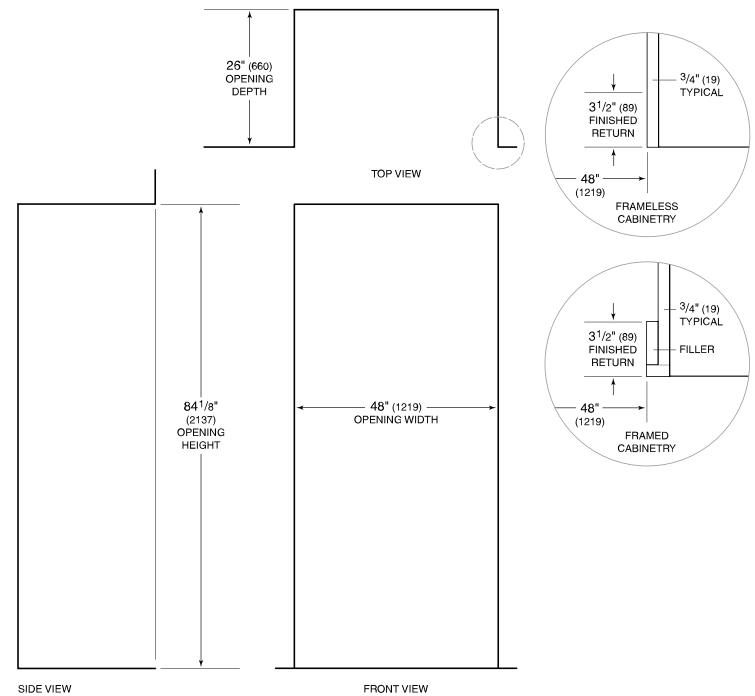 26" (660)
OPENING
DEPTH
TOP VIEW
3/4" (19)
TYPICAL
3 1/2" (89)
FINISHED
RETURN
48"
(1219)
FRAMELESS
CABINETRY
84 1/8"
(2137)
OPENING
HEIGHT
48" (1219)
OPENING WIDTH
3/4" (19)
TYPICAL
3 1/2" (89)
FINISHED
RETURN
FILLER
48"
(1219)
FRAMED
CABINETRY
SIDE VIEW
FRONT VIEW